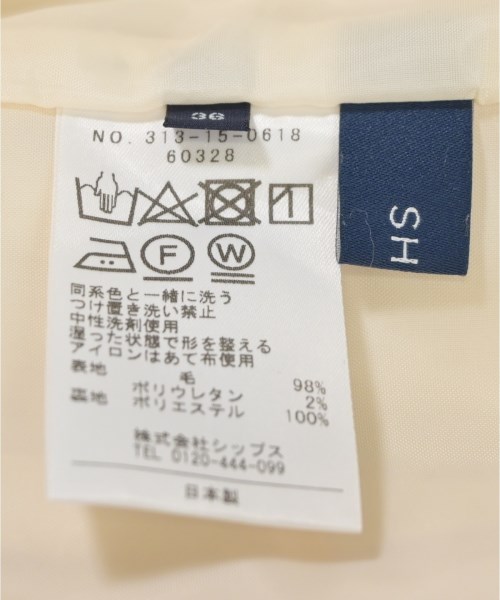 36
NO. 313-15-0618
60328
F W
同系色と一緒に洗う
つけ置き洗い禁止
中性洗剤使用
湿った状態で形を整える
アイロンはあて布使用
表地 毛 98%
ポリウレタン 2%
裏地 ポリエステル 100%
株式会社シップス
TEL 0120-444-099
日本製
SH